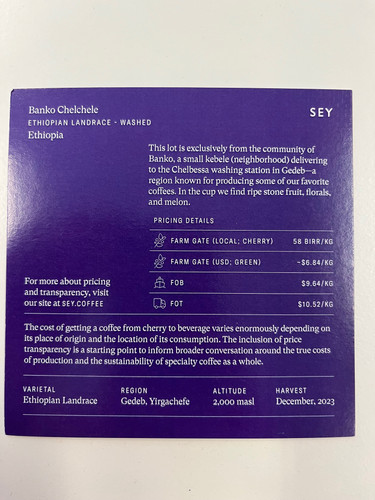 Banko Chelchele
SEY
ETHIOPIAN LANDRACE - WASHED
Ethiopia
This lot is exclusively from the community of
Banko, a small kebele (neighborhood) delivering
to the Chelbessa washing station in Gedeb—a
region known for producing some of our favorite
coffees. In the cup we find ripe stone fruit, florals,
and melon.
PRICING DETAILS
FARM GATE (LOCAL; CHERRY) 58 BIRR/KG
FARM GATE (USD; GREEN) ~$6.84/KG
FOB $9.64/KG
FOT $10.52/KG
For more about pricing
and transparency, visit
our site at SEY.COFFEE
The cost of getting a coffee from cherry to beverage varies enormously depending on
its place of origin and the location of its consumption. The inclusion of price
transparency is a starting point to inform broader conversation around the true costs
of production and the sustainability of specialty coffee as a whole.
VARIETAL REGION ALTITUDE HARVEST
Ethiopian Landrace Gedeb, Yirgachefe 2,000 masl December, 2023